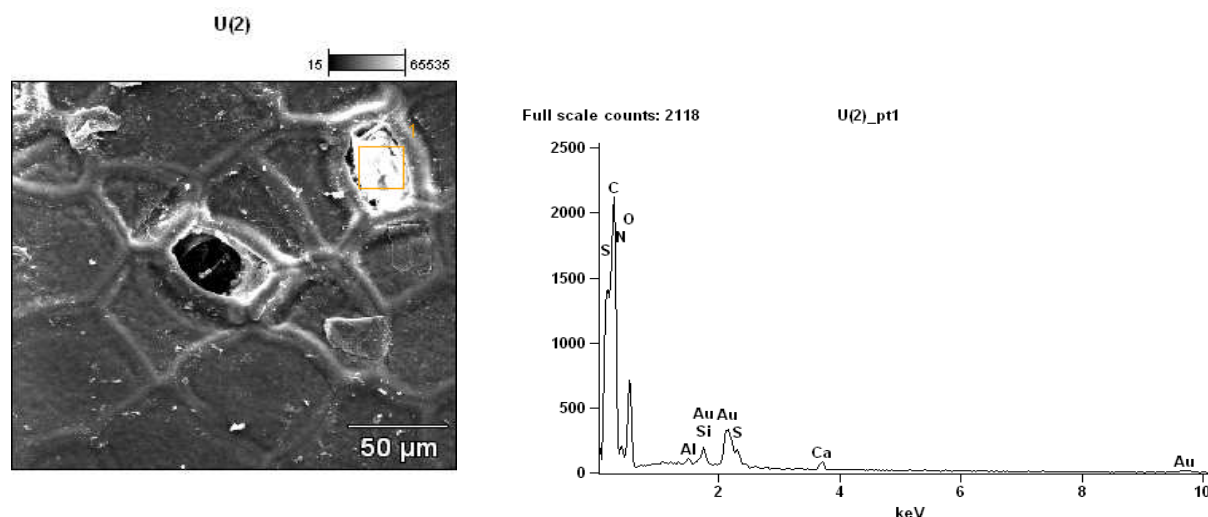 U(2)
15 65535
1
50 µm
Full scale counts: 2118 U(2)_pt1
2500
2000
1500
1000
500
C
O
S N
Au Au
Si S
Al
Ca
Au
2 4 6 8 10
keV